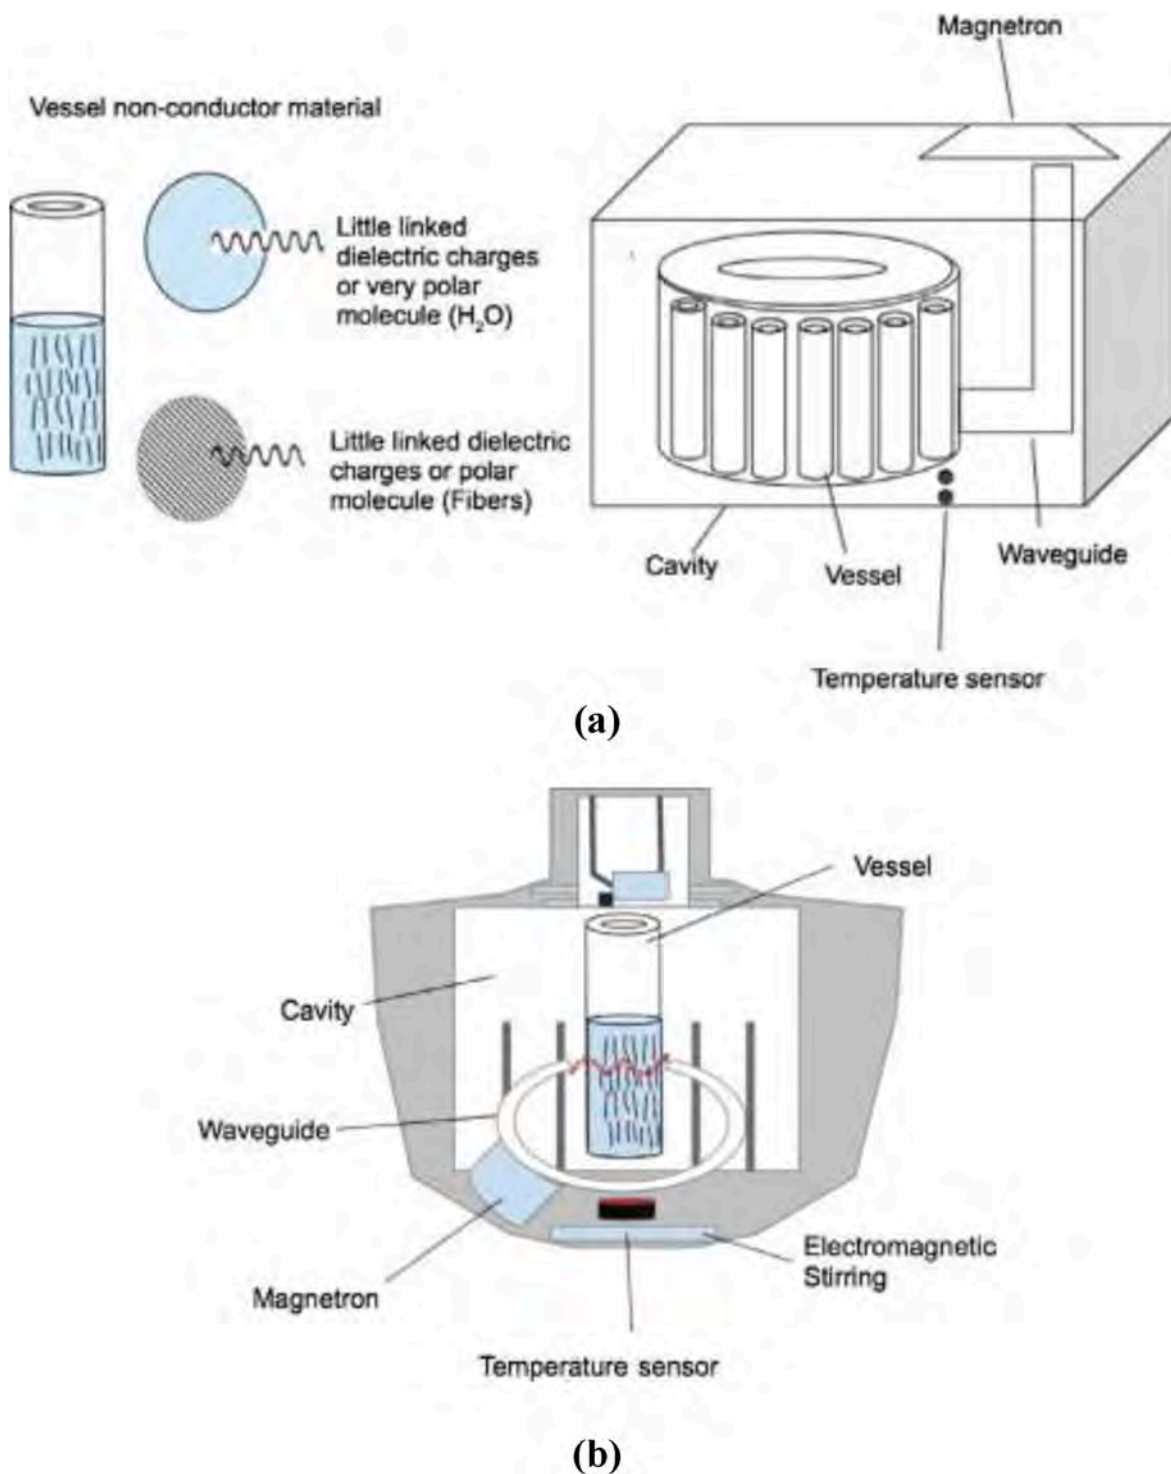 Magnetron
Vessel non-conductor material
Little linked
dielectric charges
or very polar
molecule (H₂O)
Little linked dielectric
charges or polar
molecule (Fibers)
Cavity
Vessel
Waveguide
Temperature sensor
(a)
Vessel
Cavity
Waveguide
Magnetron
Electromagnetic
Stirring
Temperature sensor
(b)